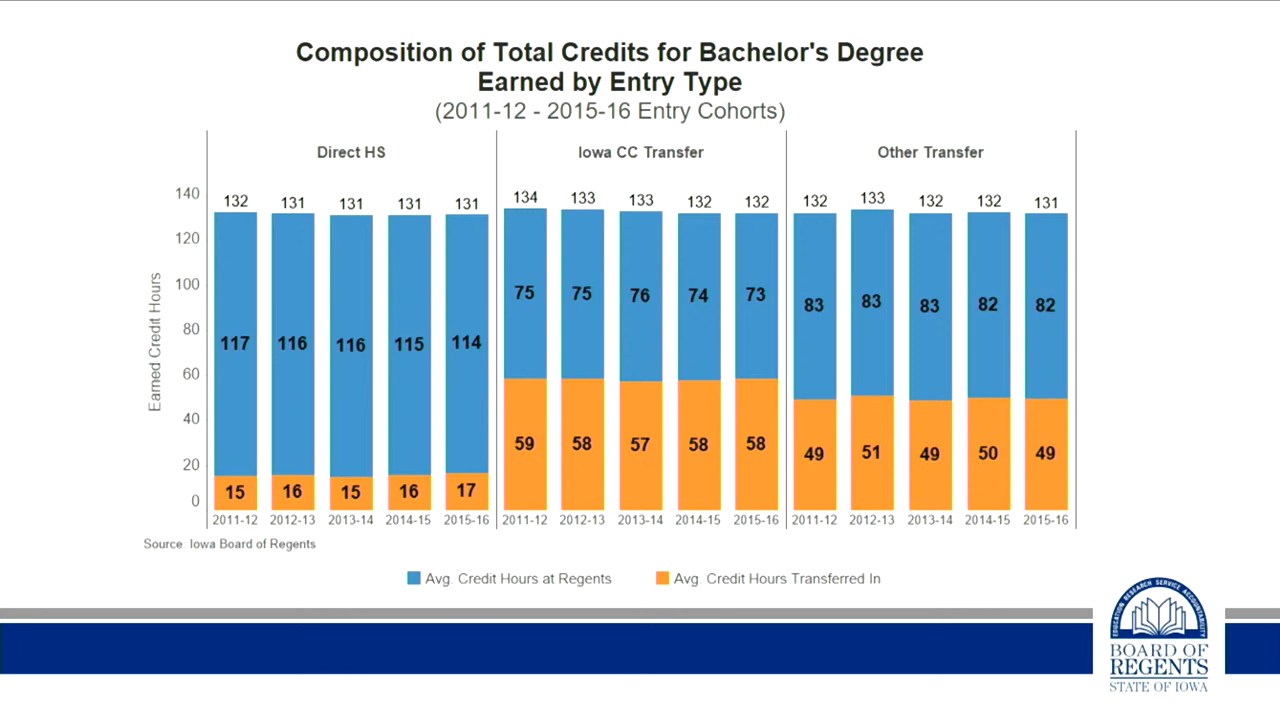 Composition of Total Credits for Bachelor's Degree
Earned by Entry Type
(2011-12 - 2015-16 Entry Cohorts)
Direct HS Iowa CC Transfer Other Transfer
Earned Credit Hours
140
120
100
80
60
40
20
0
132 131 131 131 131 134 133 133 132 132 132 133 132 132 131
117 116 116 115 114 75 75 76 74 73 83 83 83 82 82
15 16 15 16 17 59 58 57 58 58 49 51 49 50 49
2011-12 2012-13 2013-14 2014-15 2015-16 2011-12 2012-13 2013-14 2014-15 2015-16 2011-12 2012-13 2013-14 2014-15 2015-16
Source Iowa Board of Regents
Avg. Credit Hours at Regents Avg. Credit Hours Transferred In
EDUCATION RESEARCH SERVICE ACCOUNTABILITY
BOARD OF
REGENTS
STATE OF IOWA